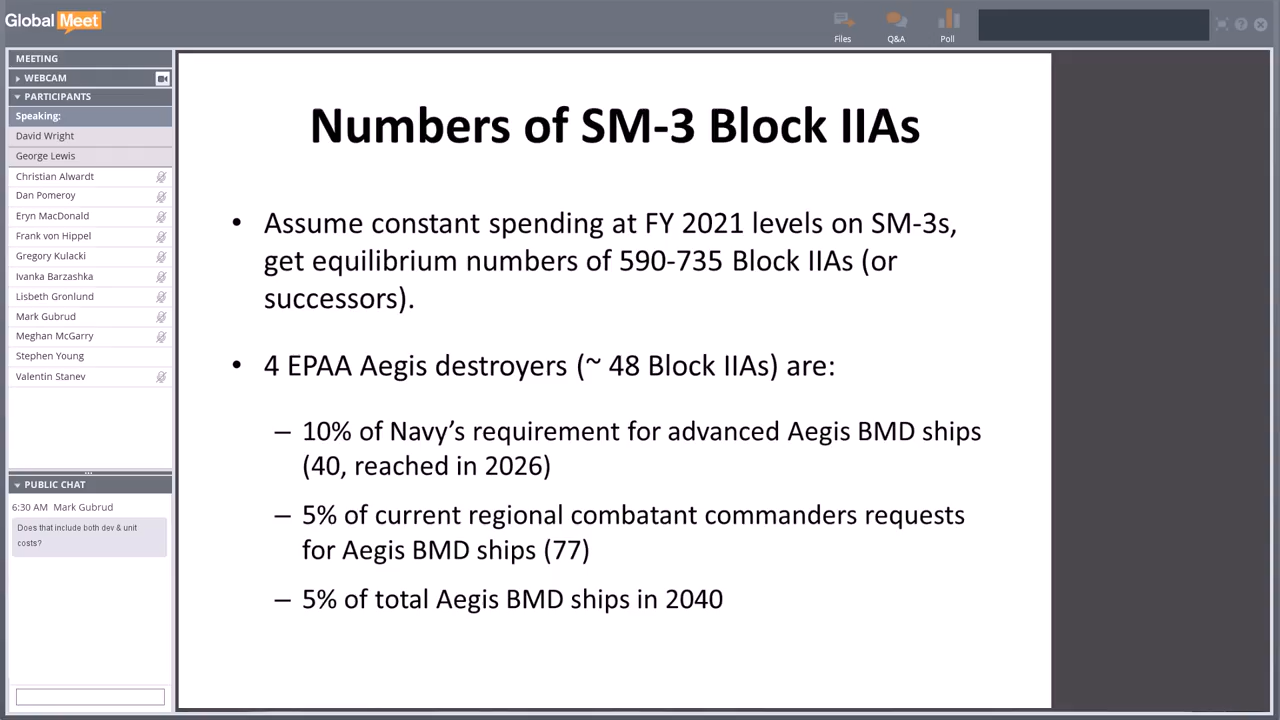 Global Meet
Files
Q&A
Poll
MEETING
WEBCAM
PARTICIPANTS
Speaking:
David Wright
George Lewis
Christian Alwardt
Dan Pomeroy
Eryn MacDonald
Frank von Hippel
Gregory Kulacki
Ivanka Barzashka
Lisbeth Gronlund
Mark Gubrud
Meghan McGarry
Stephen Young
Valentin Stanev
PUBLIC CHAT
6:30 AM Mark Gubrud
Does that include both dev & unit
costs?
Numbers of SM-3 Block IIAs
• Assume constant spending at FY 2021 levels on SM-3s,
get equilibrium numbers of 590-735 Block IIAs (or
successors).
• 4 EPAA Aegis destroyers (~ 48 Block IIAs) are:
– 10% of Navy’s requirement for advanced Aegis BMD ships
(40, reached in 2026)
– 5% of current regional combatant commanders requests
for Aegis BMD ships (77)
– 5% of total Aegis BMD ships in 2040